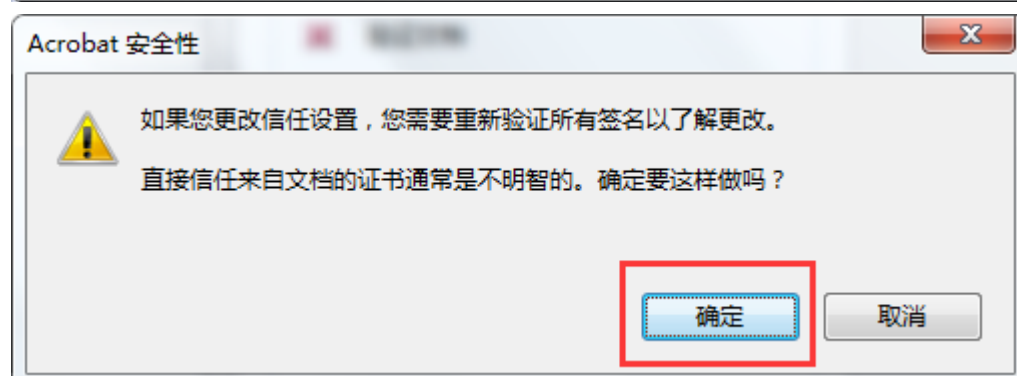 Acrobat 安全性
如果您更改信任设置，您需要重新验证所有签名以了解更改。
直接信任来自文档的证书通常是不明智的。确定要这样做吗？
确定
取消